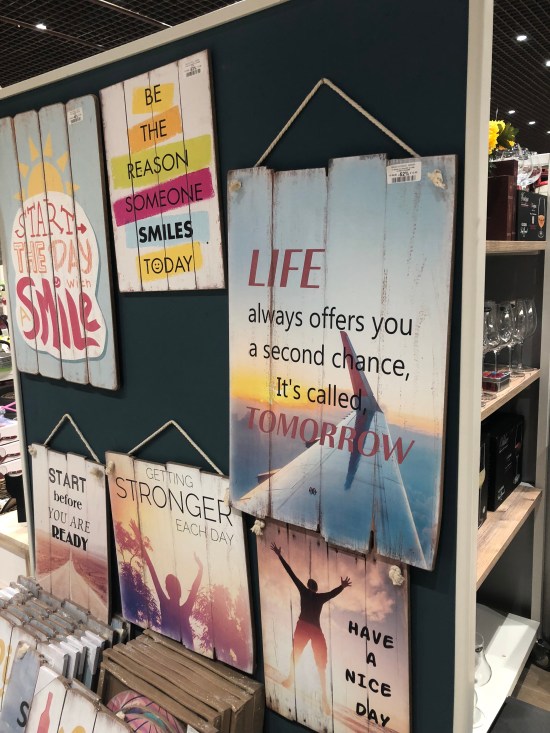 START
THE DAY
with
A
SMILE
BE
THE
REASON
SOMEONE
SMILES
TODAY
LIFE
always offers you
a second chance,
It's called,
TOMORROW
START
before
YOU ARE
READY
GETTING
STRONGER
EACH DAY
HAVE
A
NICE
DAY
S